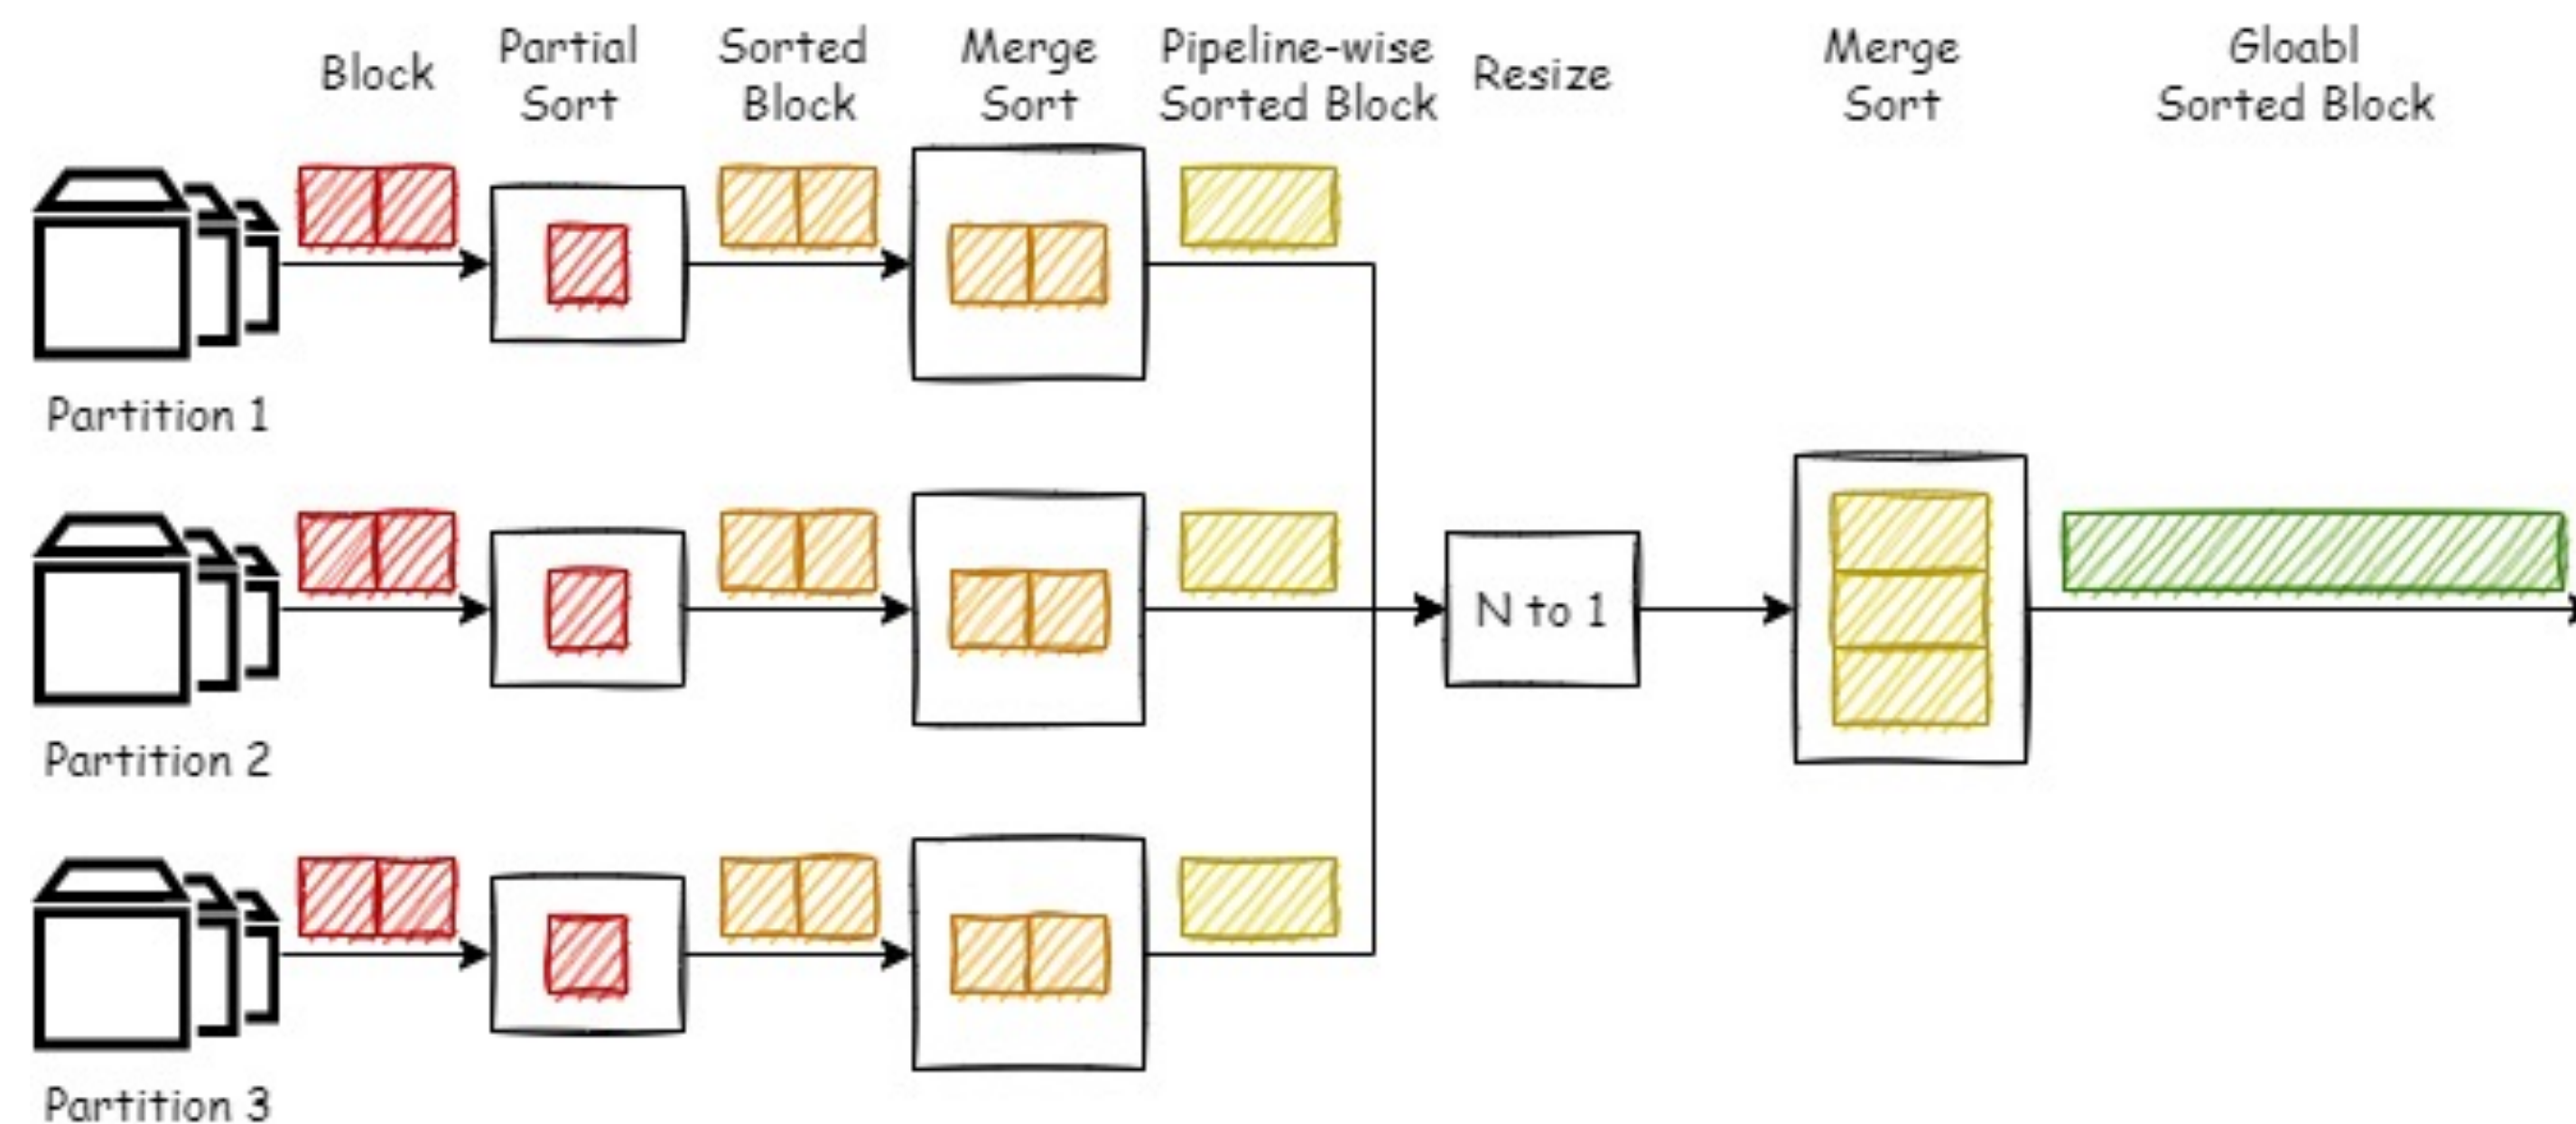 Block
Partial
Sort
Sorted
Block
Merge
Sort
Pipeline-wise
Sorted Block
Resize
Merge
Sort
Gloabl
Sorted Block
Partition 1
Partition 2
N to 1
Partition 3